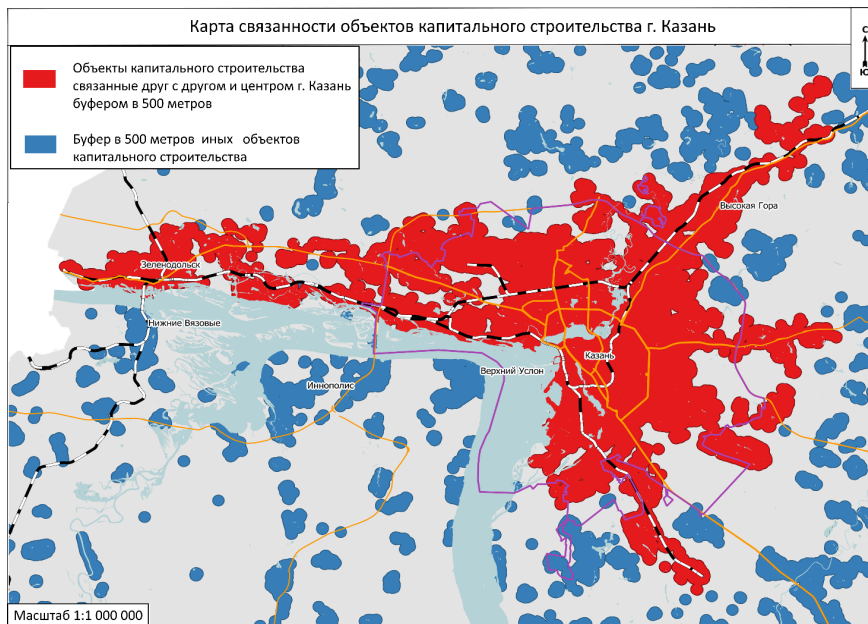 Карта связанности объектов капитального строительства г. Казань
С
Ю
Объекты капитального строительства
связанные друг с другом и центром г. Казань
буфером в 500 метров
Буфер в 500 метров иных объектов
капитального строительства
Высокая Гора
Зеленодольск
Нижние Вязовые
Казань
Верхний Услон
Иннополис
Масштаб 1:1 000 000